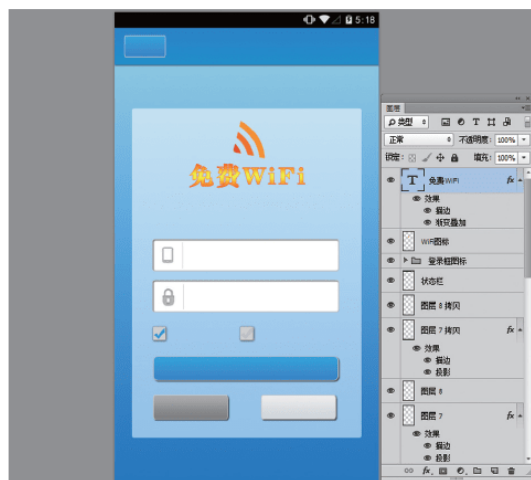 5:18
免费WiFi
图层
类型
正常
不透明度: 100%
锁定:
填充: 100%
T 免费WiFi fx
效果
描边
渐变叠加
WiFi图标
登录框图标
状态栏
图层 8 拷贝
图层 7 拷贝 fx
效果
描边
投影
图层 8
图层 7 fx
效果
描边
投影
fx